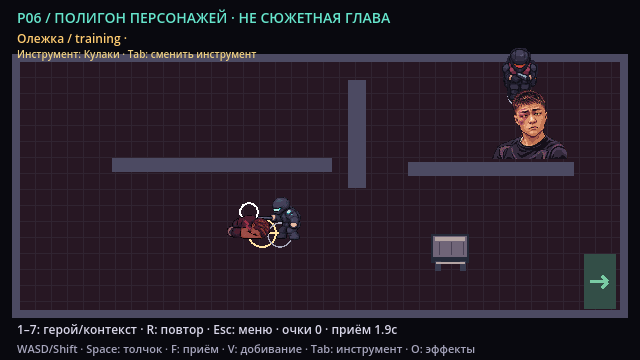 P06 / ПОЛИГОН ПЕРСОНАЖЕЙ · НЕ СЮЖЕТНАЯ ГЛАВА
Олежка / training ·
Инструмент: Кулаки · Tab: сменить инструмент
1–7: герой/контекст · R: повтор · Esc: меню · очки 0 · приём 1.9с
WASD/Shift · Space: толчок · F: приём · V: добивание · Tab: инструмент · O: эффекты